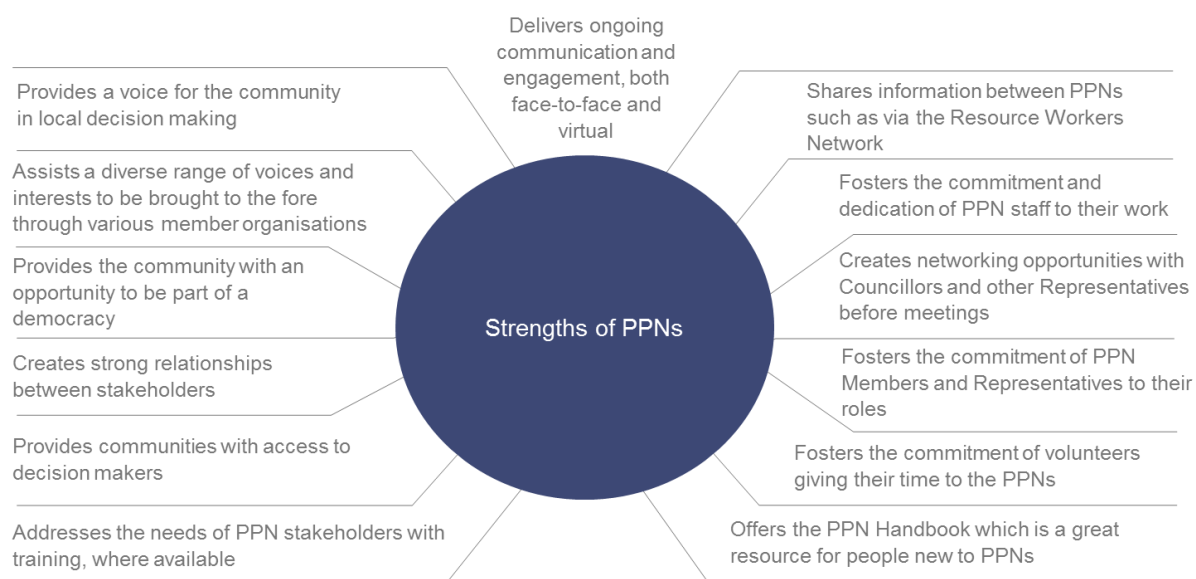 Delivers ongoing
communication and
engagement, both
face-to-face and
virtual
Provides a voice for the community
in local decision making
Assists a diverse range of voices and
interests to be brought to the fore
through various member organisations
Provides the community with an
opportunity to be part of a
democracy
Creates strong relationships
between stakeholders
Provides communities with access to
decision makers
Addresses the needs of PPN stakeholders with
training, where available
Strengths of PPNs
Shares information between PPNs
such as via the Resource Workers
Network
Fosters the commitment and
dedication of PPN staff to their work
Creates networking opportunities with
Councillors and other Representatives
before meetings
Fosters the commitment of PPN
Members and Representatives to their
roles
Fosters the commitment of volunteers
giving their time to the PPNs
Offers the PPN Handbook which is a great
resource for people new to PPNs